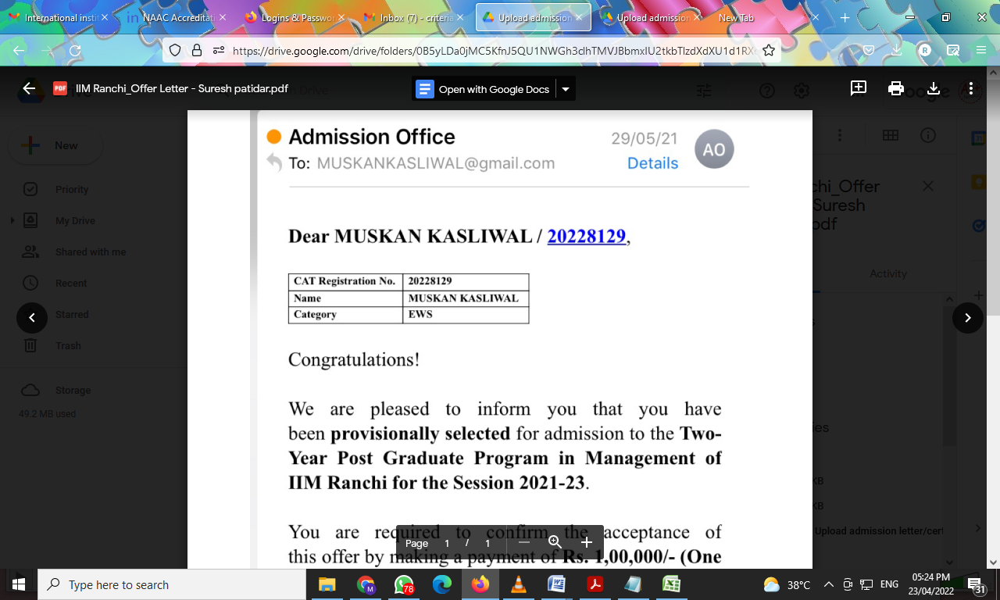 International instit
NAAC Accreditati
Logins & Passwor
Inbox (7) - criteria
Upload admission
Upload admission
New Tab
https://drive.google.com/drive/folders/
R
IIM Ranchi_Offer Letter - Suresh patidar.pdf
PDF
Open with Google Docs
New
Priority
My Drive
Shared with me
Recent
Starred
Trash
Storage
49.2 MB used
Admission Office
29/05/21
AO
To: MUSKANKASLIWAL@gmail.com
Details
Dear MUSKAN KASLIWAL / 20228129,
CAT Registration No. 20228129
Name MUSKAN KASLIWAL
Category EWS
Congratulations!
We are pleased to inform you that you have
been provisionally selected for admission to the Two-
Year Post Graduate Program in Management of
IIM Ranchi for the Session 2021-23.
You are required to confirm the acceptance of
this offer by making a payment of Rs. 1,00,000/- (One
Page 1 / 1
chi_Offer
Suresh
pdf
Activity
KB
KB
Upload admission letter/cert
Type here to search
M
78
38°C
ENG
05:24 PM
23/04/2022
31